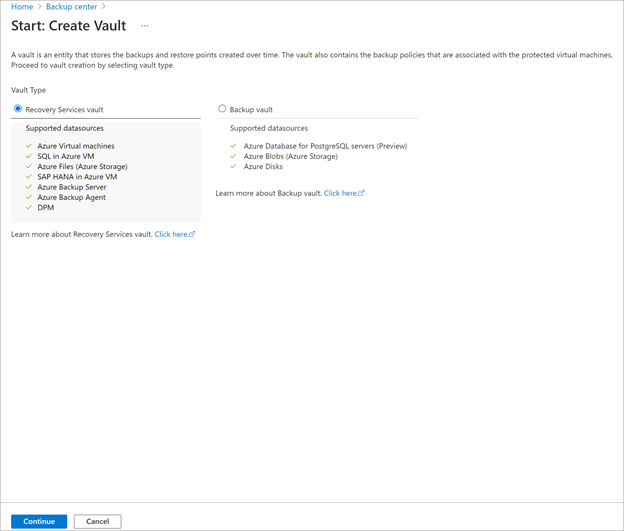 Home > Backup center >
Start: Create Vault ...
A vault is an entity that stores the backups and restore points created over time. The vault also contains the backup policies that are associated with the protected virtual machines.
Proceed to vault creation by selecting vault type.
Vault Type
Recovery Services vault
Supported datasources
Azure Virtual machines
SQL in Azure VM
Azure Files (Azure Storage)
SAP HANA in Azure VM
Azure Backup Server
Azure Backup Agent
DPM
Learn more about Recovery Services vault. Click here.
Backup vault
Supported datasources
Azure Database for PostgreSQL servers (Preview)
Azure Blobs (Azure Storage)
Azure Disks
Learn more about Backup vault. Click here.
Continue
Cancel